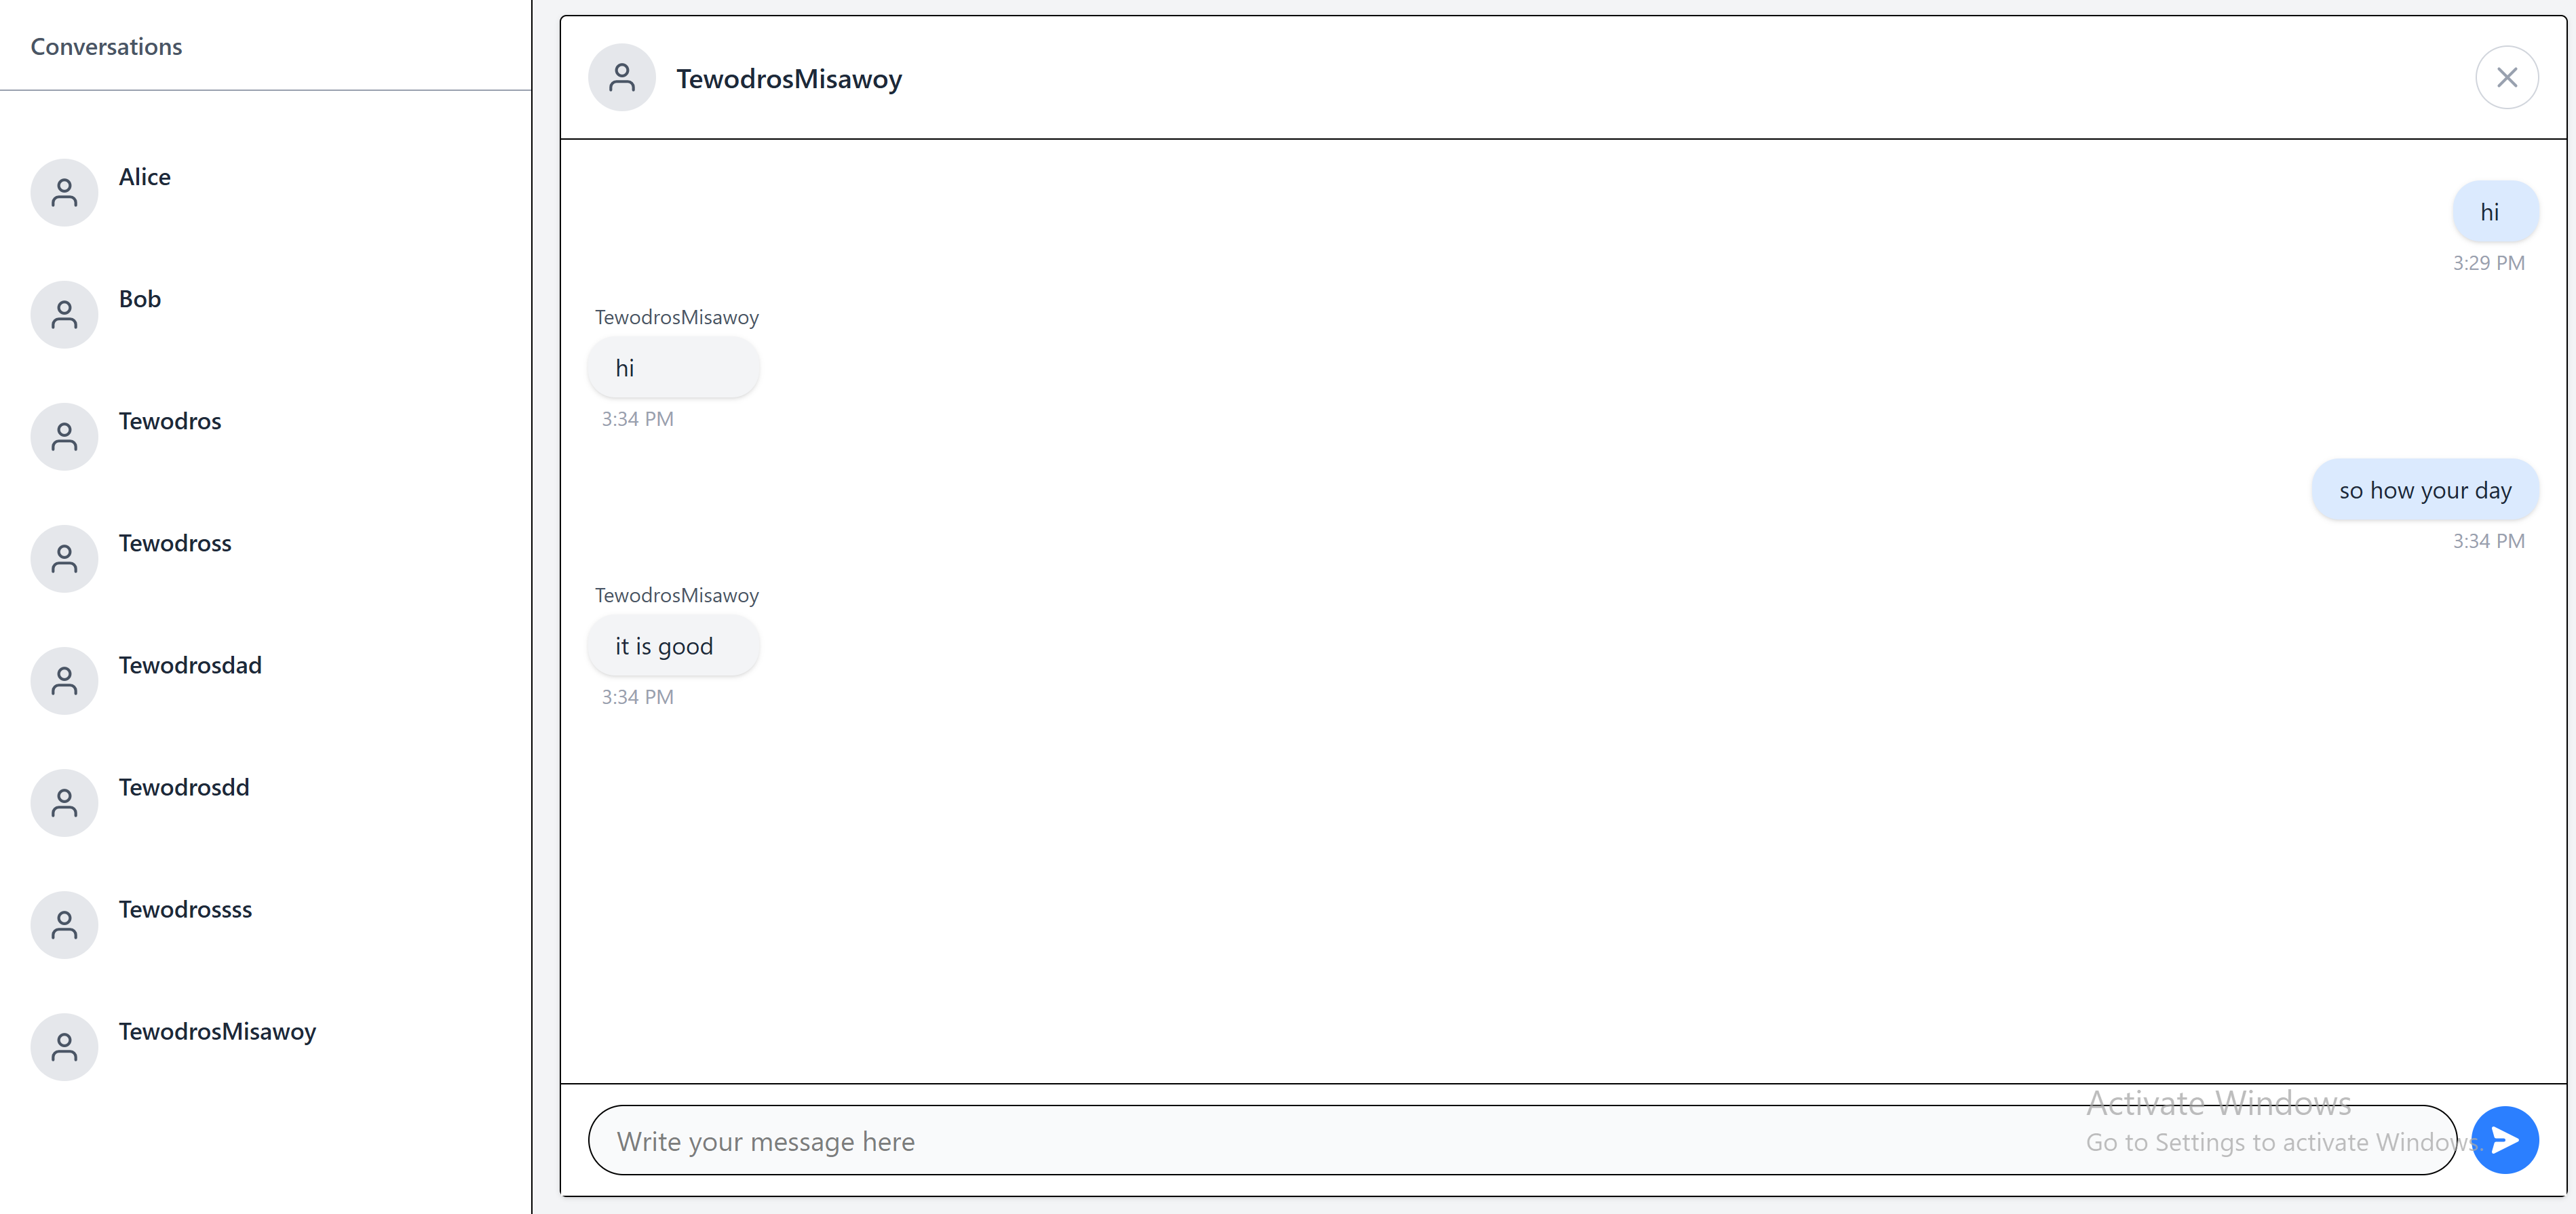 Conversations
Alice
Bob
Tewodros
Tewodross
Tewodrosdad
Tewodrosdd
Tewodrossss
TewodrosMisawoy
TewodrosMisawoy
hi
3:29 PM
TewodrosMisawoy
hi
3:34 PM
so how your day
3:34 PM
TewodrosMisawoy
it is good
3:34 PM
Write your message here
Activate Windows
Go to Settings to activate Windows.